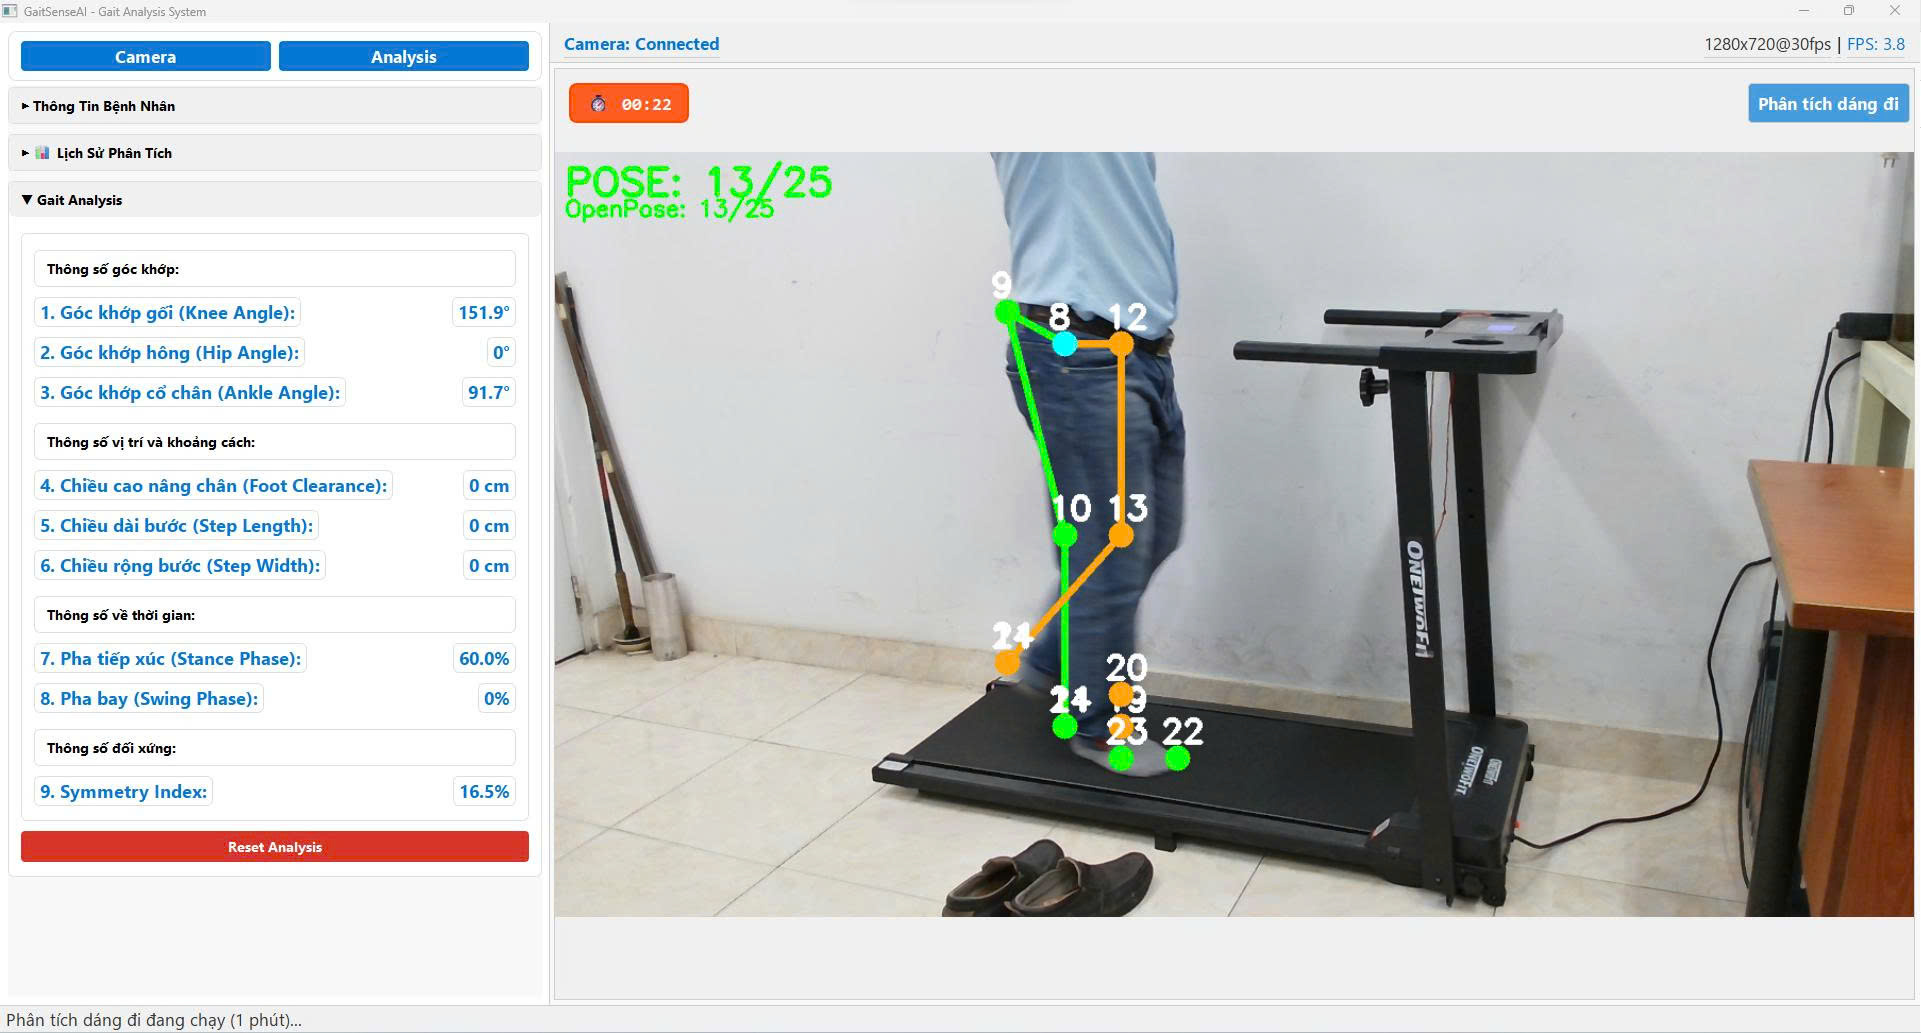 GaitSenseAI - Gait Analysis System
Camera
Analysis
▸ Thông Tin Bệnh Nhân
▸ Lịch Sử Phân Tích
▼ Gait Analysis
Thông số góc khớp:
1. Góc khớp gối (Knee Angle): 151.9°
2. Góc khớp hông (Hip Angle): 0°
3. Góc khớp cổ chân (Ankle Angle): 91.7°
Thông số vị trí và khoảng cách:
4. Chiều cao nâng chân (Foot Clearance): 0 cm
5. Chiều dài bước (Step Length): 0 cm
6. Chiều rộng bước (Step Width): 0 cm
Thông số về thời gian:
7. Pha tiếp xúc (Stance Phase): 60.0%
8. Pha bay (Swing Phase): 0%
Thông số đối xứng:
9. Symmetry Index: 16.5%
Reset Analysis
Camera: Connected
1280x720@30fps | FPS: 3.8
00:22
Phân tích dáng đi
POSE: 13/25
OpenPose: 13/25
9
8
12
10
13
20
19
23
22
ONETWOFIT
ONETWOFIT
Phân tích dáng đi đang chạy (1 phút)...